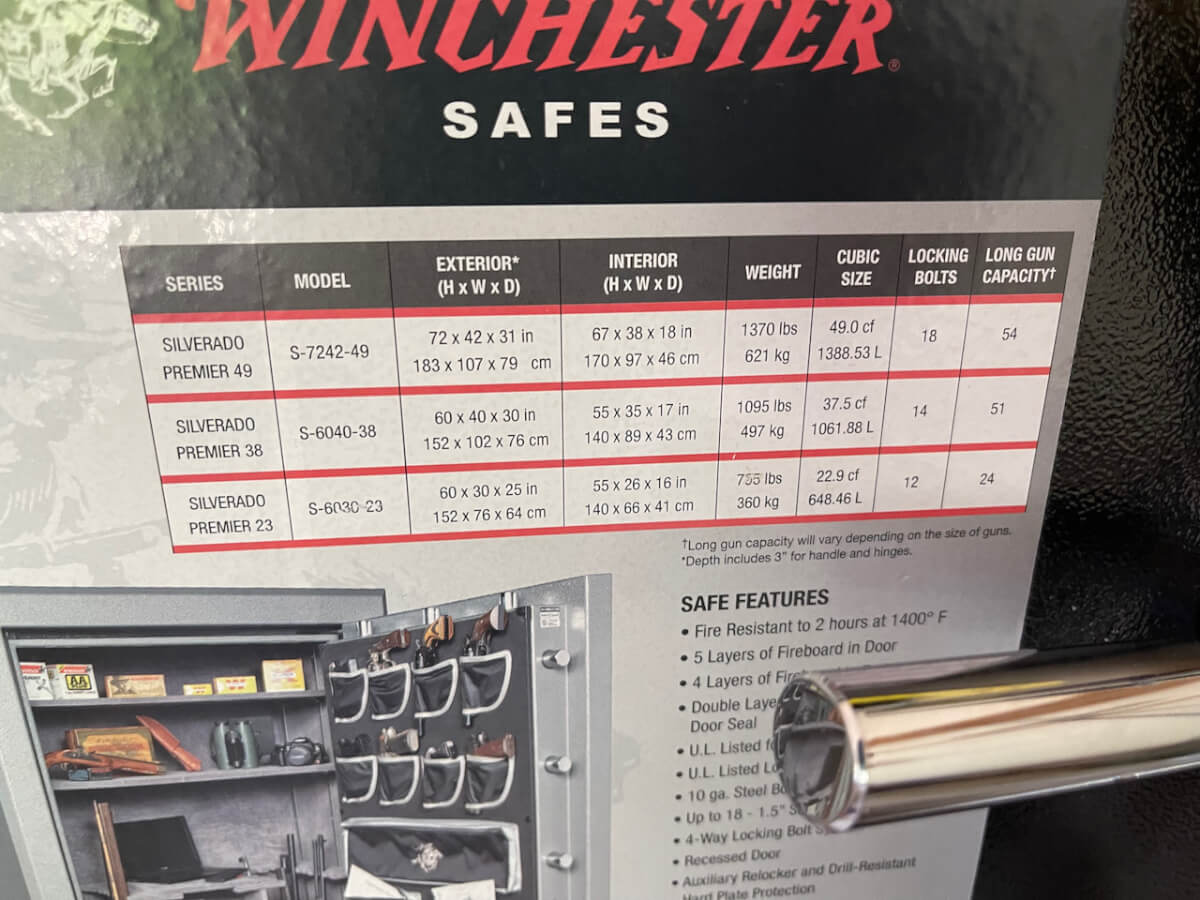 WINCHESTER®
SAFES
SERIES MODEL EXTERIOR* (H x W x D) INTERIOR (H x W x D) WEIGHT CUBIC SIZE LOCKING BOLTS LONG GUN CAPACITY†
SILVERADO PREMIER 49 S-7242-49 72 x 42 x 31 in 183 x 107 x 79 cm 67 x 38 x 18 in 170 x 97 x 46 cm 1370 lbs 621 kg 49.0 cf 1388.53 L 18 54
SILVERADO PREMIER 38 S-6040-38 60 x 40 x 30 in 152 x 102 x 76 cm 55 x 35 x 17 in 140 x 89 x 43 cm 1095 lbs 497 kg 37.5 cf 1061.88 L 14 51
SILVERADO PREMIER 23 S-6030-23 60 x 30 x 25 in 152 x 76 x 64 cm 55 x 26 x 16 in 140 x 66 x 41 cm lbs 360 kg 22.9 cf 648.46 L 12 24
†Long gun capacity will vary depending on the size of guns.
*Depth includes 3" for handle and hinges.
SAFE FEATURES
• Fire Resistant to 2 hours at 1400° F
• 5 Layers of Fireboard in Door
• 4 Layers of
• Double
Door Seal
• U.L. Listed
• U.L. Listed
• 10 ga. Steel
• Up to 18 - 1.5"
• 4-Way Locking Bolt
• Recessed Door
• Auxiliary Relocker and Drill-Resistant
Hard Plate Protection
AA